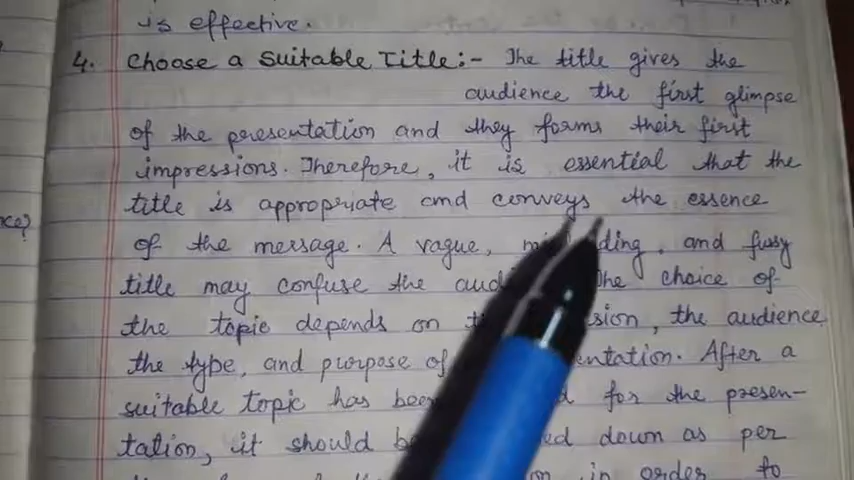 is effective.
4. Choose a Suitable Title:- The title gives the
audience the first glimpse
of the presentation and they forms their first
impressions. Therefore, it is essential that the
title is appropriate and conveys the essence
of the message. A vague, and fussy
title may confuse the The choice of
the topic depends on the audience
the type, and purpose of After a
suitable topic has been for the presen-
tation, it should be down as per
in order to